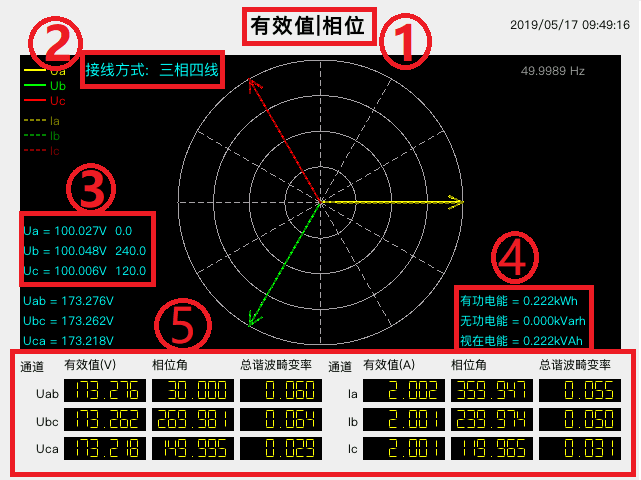 有效值|相位
2019/05/17 09:49:16
①
②
Ua
接线方式: 三相四线
49.9989 Hz
Ub
Uc
Ia
Ib
Ic
③
Ua = 100.027V 0.0
Ub = 100.048V 240.0
Uc = 100.006V 120.0
④
Uab = 173.276V
Ubc = 173.262V
Uca = 173.218V
有功电能 = 0.222kWh
无功电能 = 0.000kVarh
视在电能 = 0.222kVAh
⑤
通道 有效值(V) 相位角 总谐波畸变率 通道 有效值(A) 相位角 总谐波畸变率
Uab 173.276 30.000 0.060 Ia 2.002 359.947 0.055
Ubc 173.262 269.981 0.064 Ib 2.001 239.974 0.050
Uca 173.218 149.995 0.029 Ic 2.001 119.965 0.031